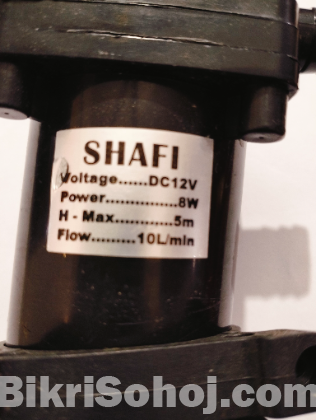 SHAFI
Voltage......DC12V
Power...............8W
H - Max............5m
Flow.........10L/min
BikriSohoj.com